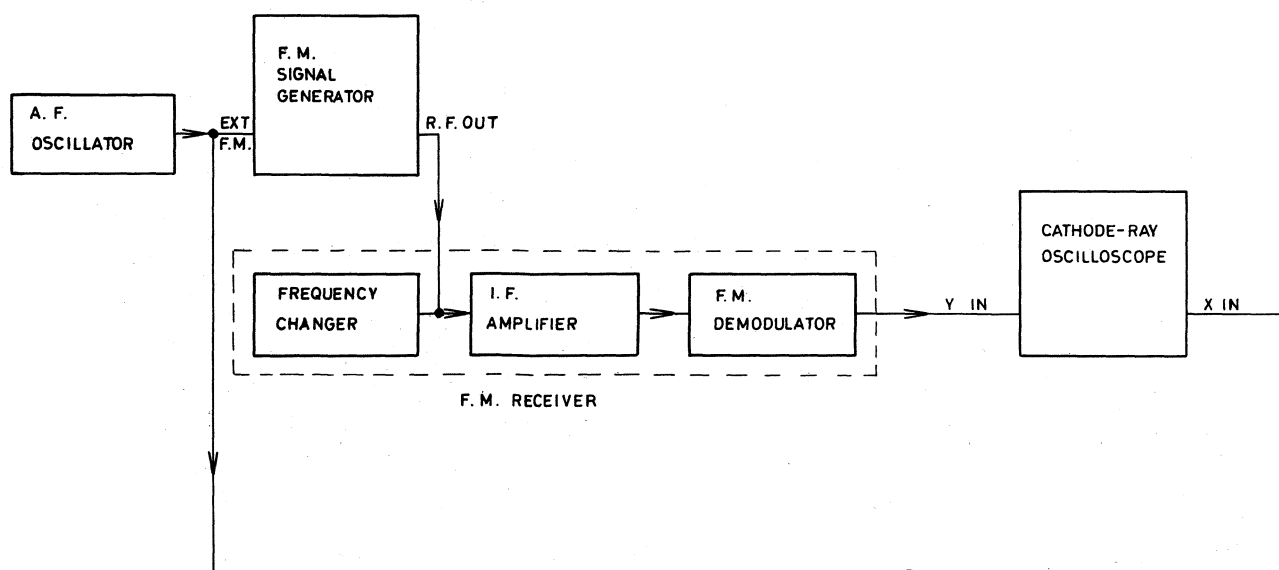 F. M.
SIGNAL
GENERATOR
A. F.
OSCILLATOR
EXT
F.M.
R.F. OUT
CATHODE-RAY
OSCILLOSCOPE
FREQUENCY
CHANGER
I.F.
AMPLIFIER
F.M.
DEMODULATOR
Y IN
X IN
F.M. RECEIVER